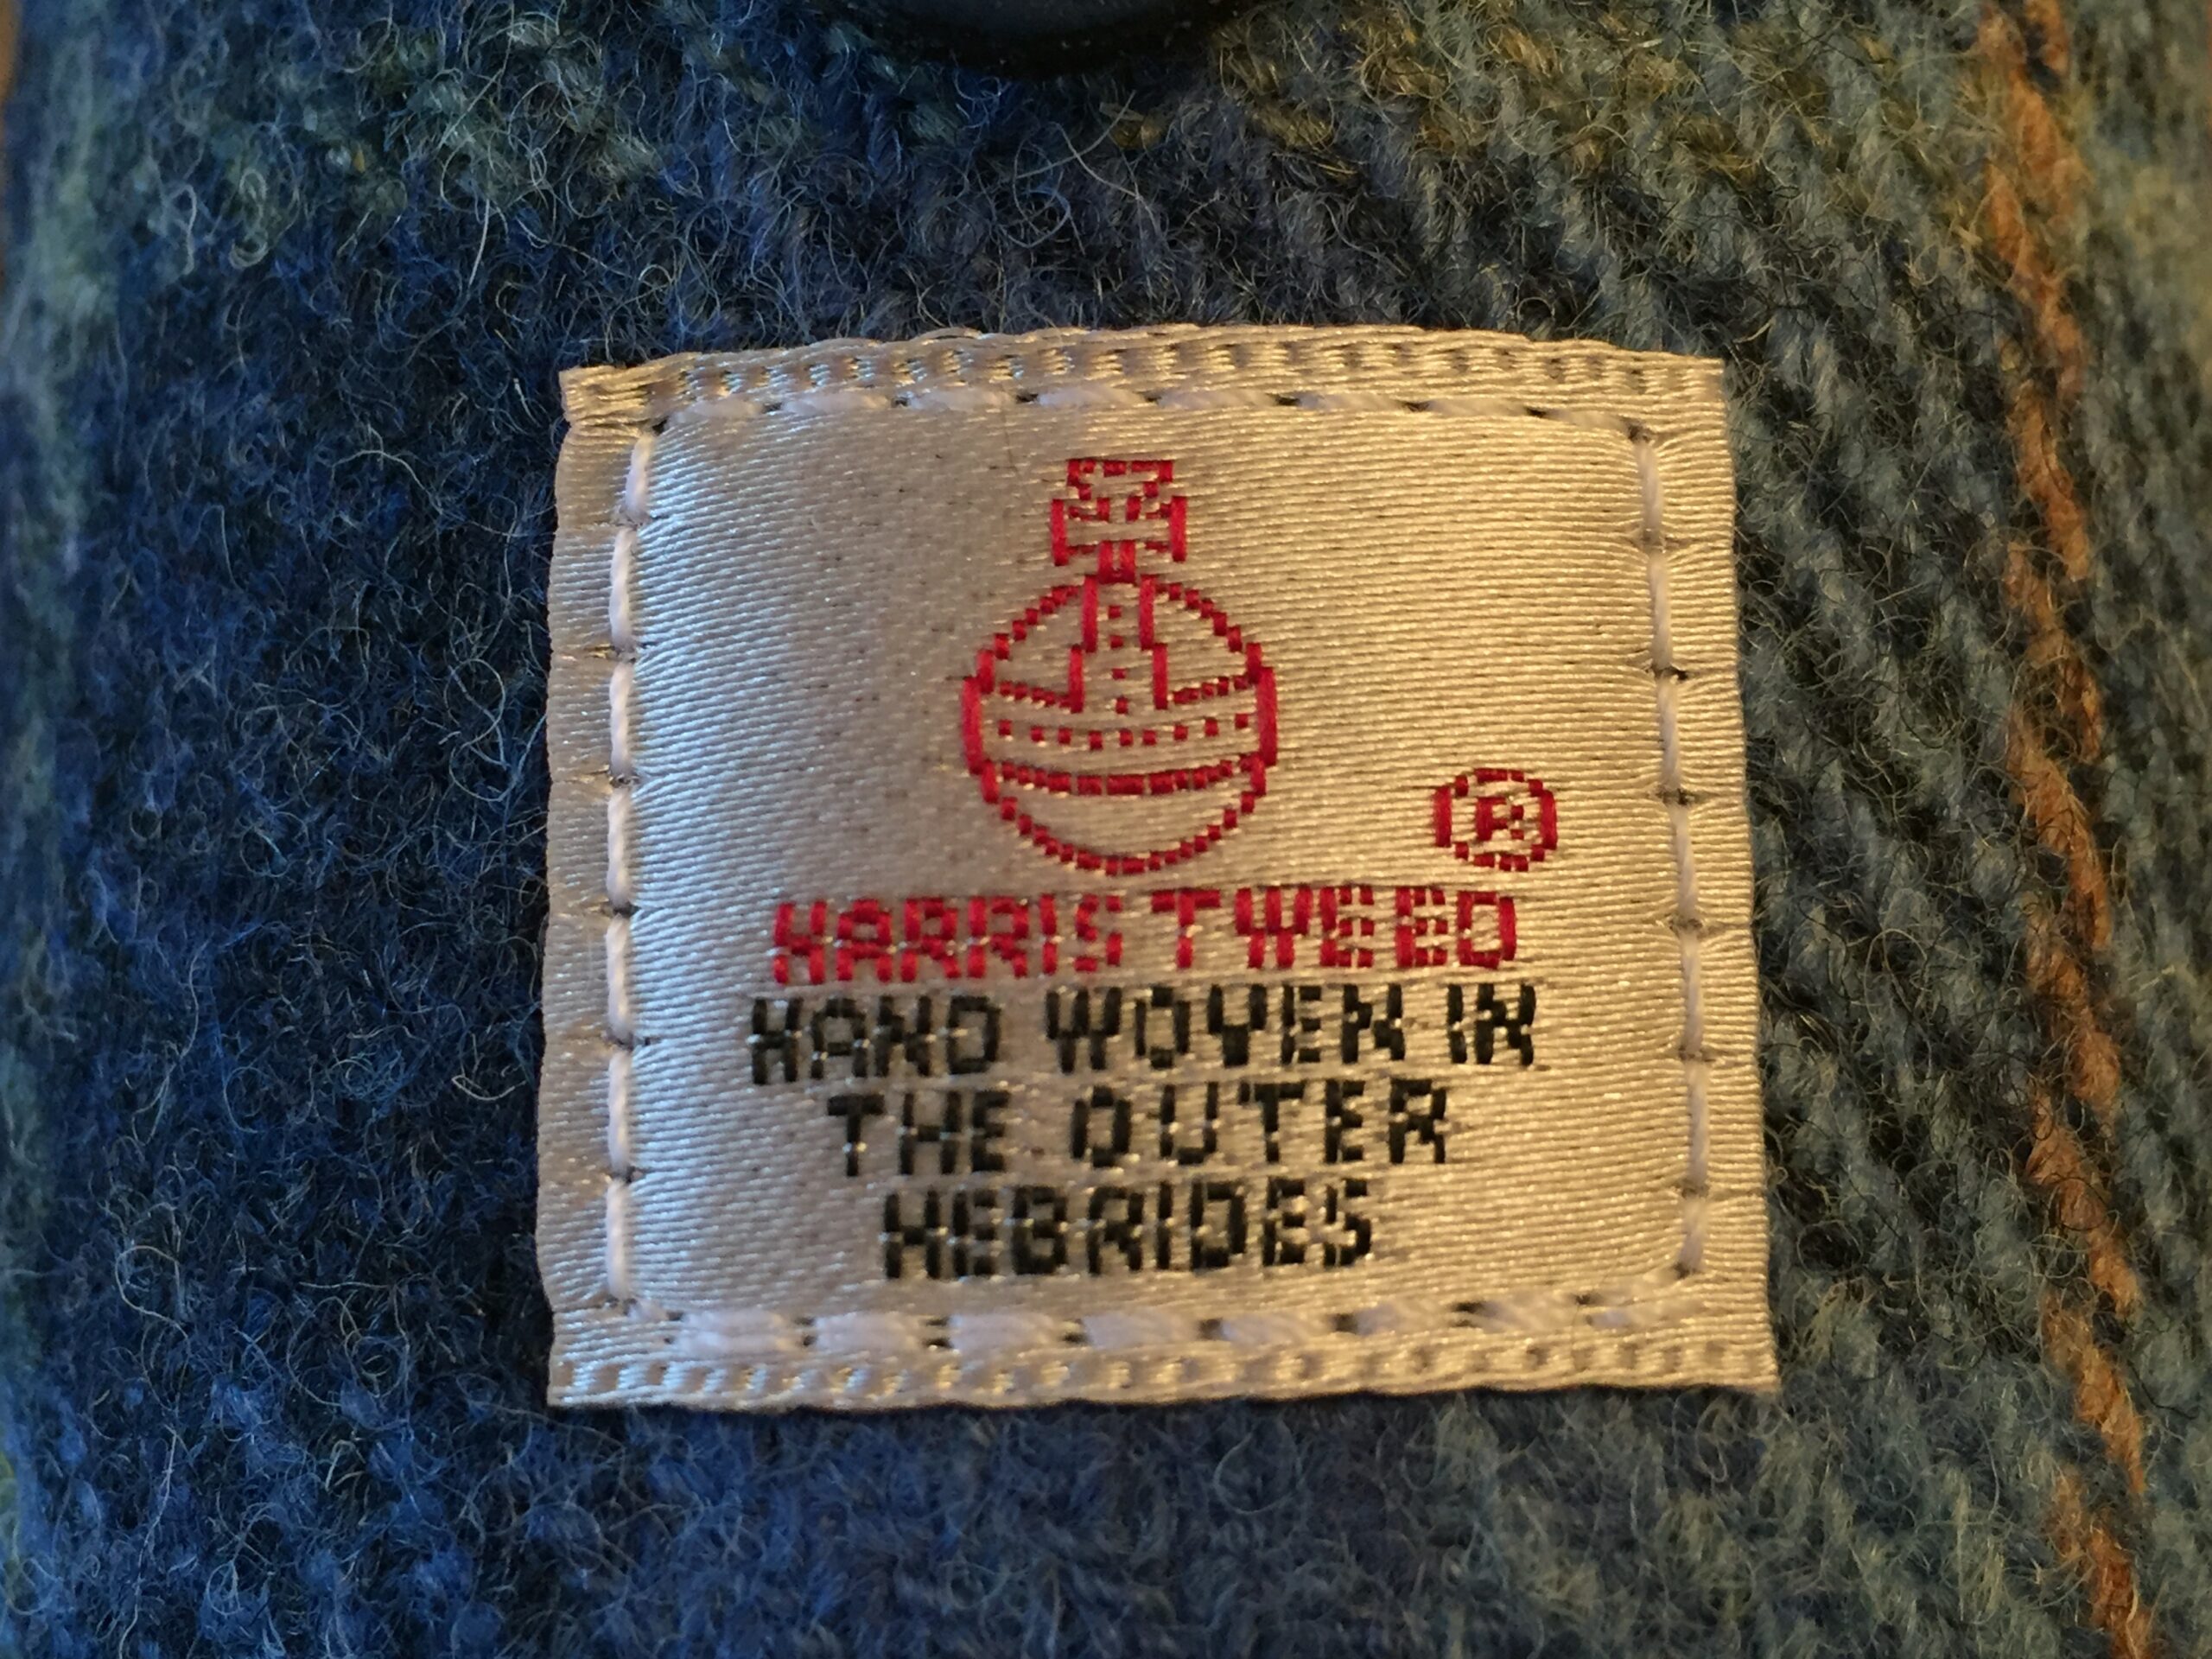 ®
HARRIS TWEED
HAND WOVEN IN
THE OUTER
HEBRIDES